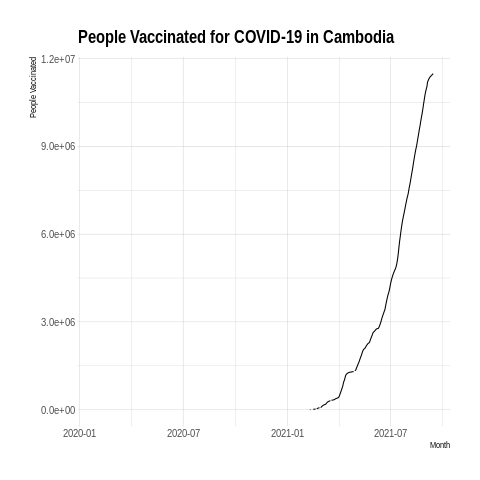 People Vaccinated for COVID-19 in Cambodia
People Vaccinated
1.2e+07
9.0e+06
6.0e+06
3.0e+06
0.0e+00
2020-01
2020-07
2021-01
2021-07
Month